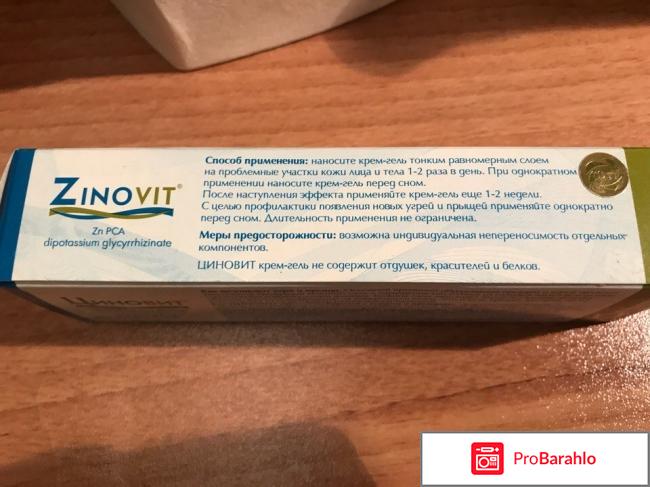 ZINOVIT®
Zn PCA
dipotassium glycyrrhizinate
Способ применения: наносите крем-гель тонким равномерным слоем
на проблемные участки кожи лица и тела 1-2 раза в день. При однократном
применении наносите крем-гель перед сном.
После наступления эффекта применяйте крем-гель еще 1-2 недели.
С целью профилактики появления новых угрей и прыщей применяйте однократно
перед сном. Длительность применения не ограничена.
Меры предосторожности: возможна индивидуальная непереносимость отдельных
компонентов.
ЦИНОВИТ крем-гель не содержит отдушек, красителей и белков.
ЦИНОВИТ
ProBarahlo